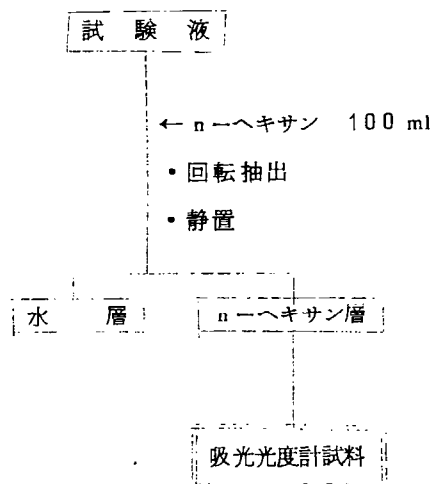 試 験 液
← n－ヘキサン 100 ml
・回転抽出
・静置
水 層
n－ヘキサン層
吸光光度計試料